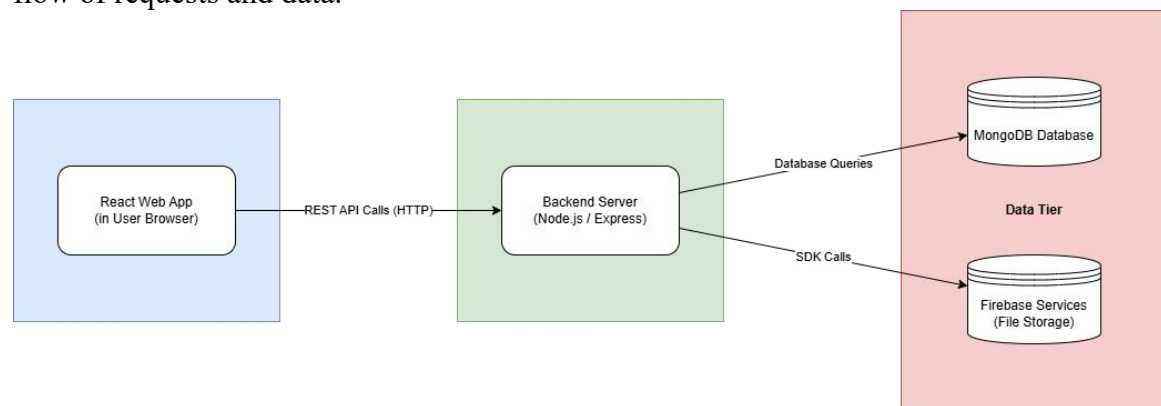 flow of requests and data.
React Web App
(in User Browser)
REST API Calls (HTTP)
Backend Server
(Node.js / Express)
Database Queries
SDK Calls
MongoDB Database
Data Tier
Firebase Services
(File Storage)